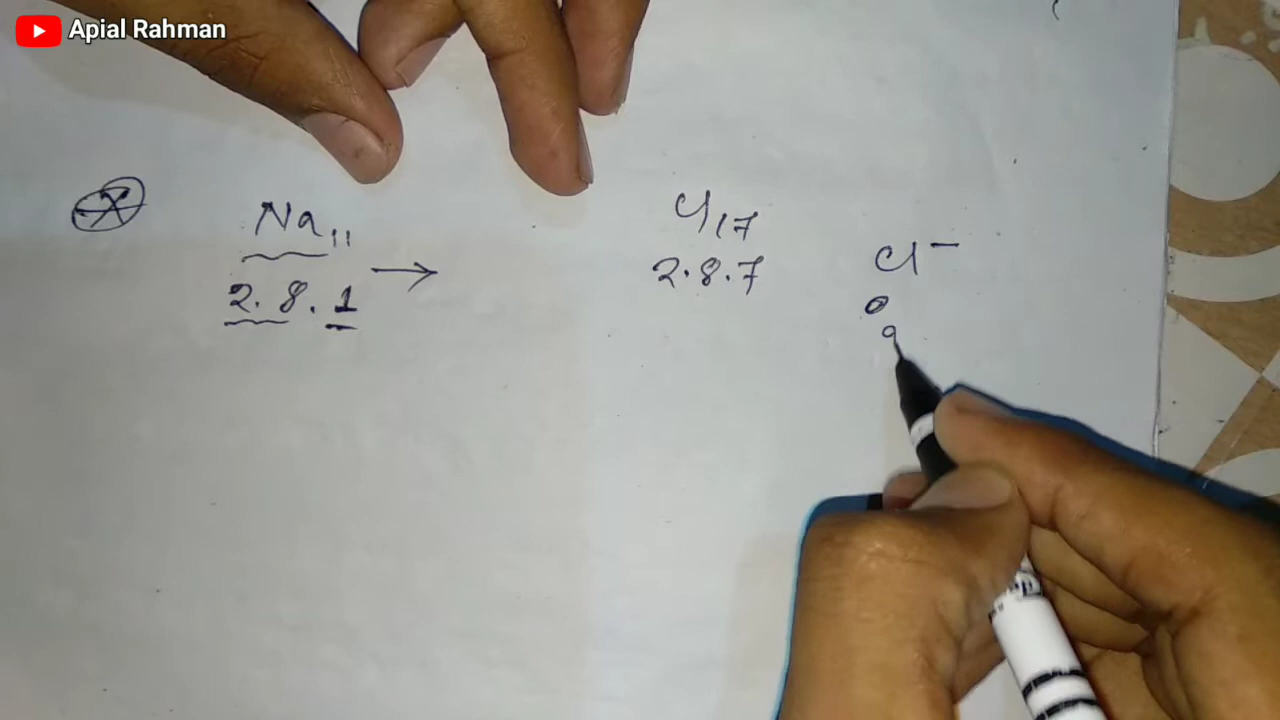 Apial Rahman
Na11
2.8.1 →
Cl17
2.8.7
Cl−